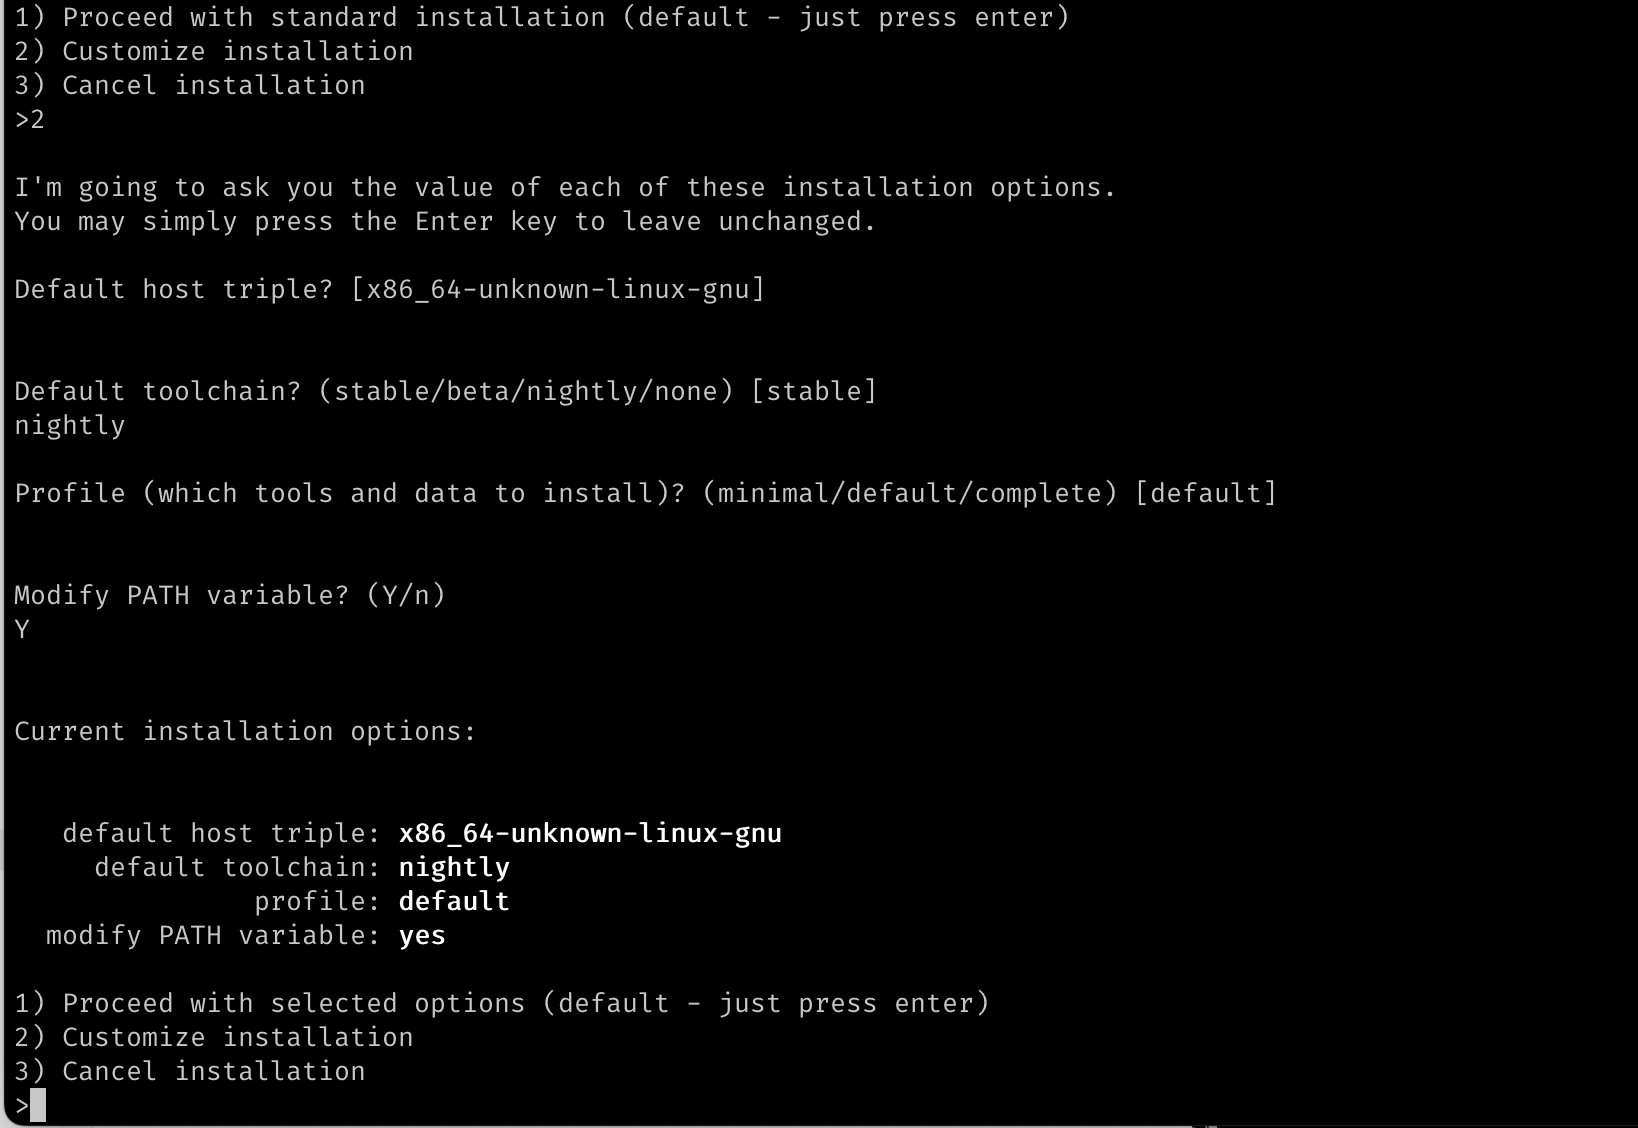 1) Proceed with standard installation (default - just press enter)
2) Customize installation
3) Cancel installation
>2
I'm going to ask you the value of each of these installation options.
You may simply press the Enter key to leave unchanged.
Default host triple? [x86_64-unknown-linux-gnu]
Default toolchain? (stable/beta/nightly/none) [stable]
nightly
Profile (which tools and data to install)? (minimal/default/complete) [default]
Modify PATH variable? (Y/n)
Y
Current installation options:
default host triple: x86_64-unknown-linux-gnu
default toolchain: nightly
profile: default
modify PATH variable: yes
1) Proceed with selected options (default - just press enter)
2) Customize installation
3) Cancel installation
>